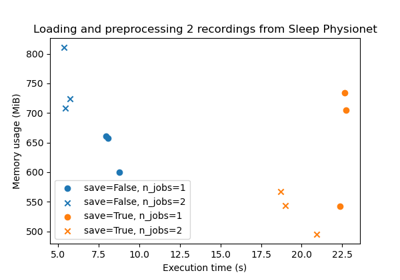 Loading and preprocessing 2 recordings from Sleep Physionet
800
750
700
650
600
550
500
Memory usage (MiB)
save=False, n_jobs=1
save=False, n_jobs=2
save=True, n_jobs=1
save=True, n_jobs=2
5.0 7.5 10.0 12.5 15.0 17.5 20.0 22.5
Execution time (s)